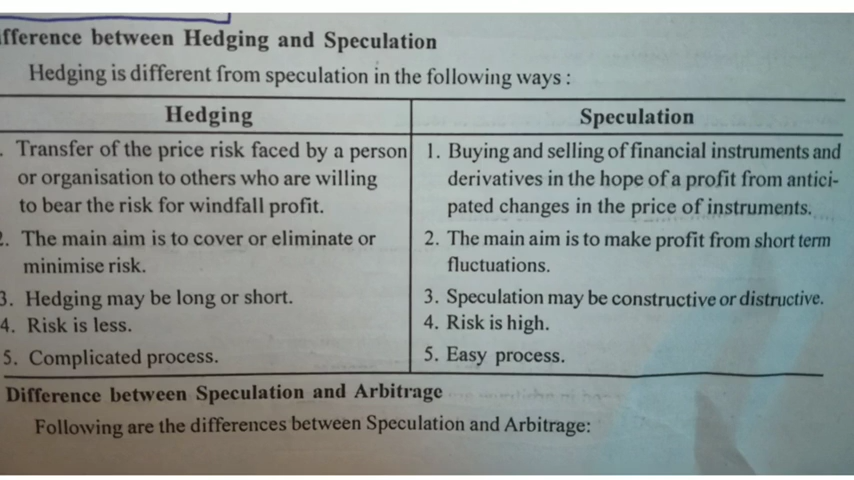 ifference between Hedging and Speculation
Hedging is different from speculation in the following ways :
Hedging
Speculation
. Transfer of the price risk faced by a person
or organisation to others who are willing
to bear the risk for windfall profit.
1. Buying and selling of financial instruments and
derivatives in the hope of a profit from antici-
pated changes in the price of instruments.
2. The main aim is to cover or eliminate or
minimise risk.
2. The main aim is to make profit from short term
fluctuations.
3. Hedging may be long or short.
3. Speculation may be constructive or distructive.
4. Risk is less.
4. Risk is high.
5. Complicated process.
5. Easy process.
Difference between Speculation and Arbitrage
Following are the differences between Speculation and Arbitrage: